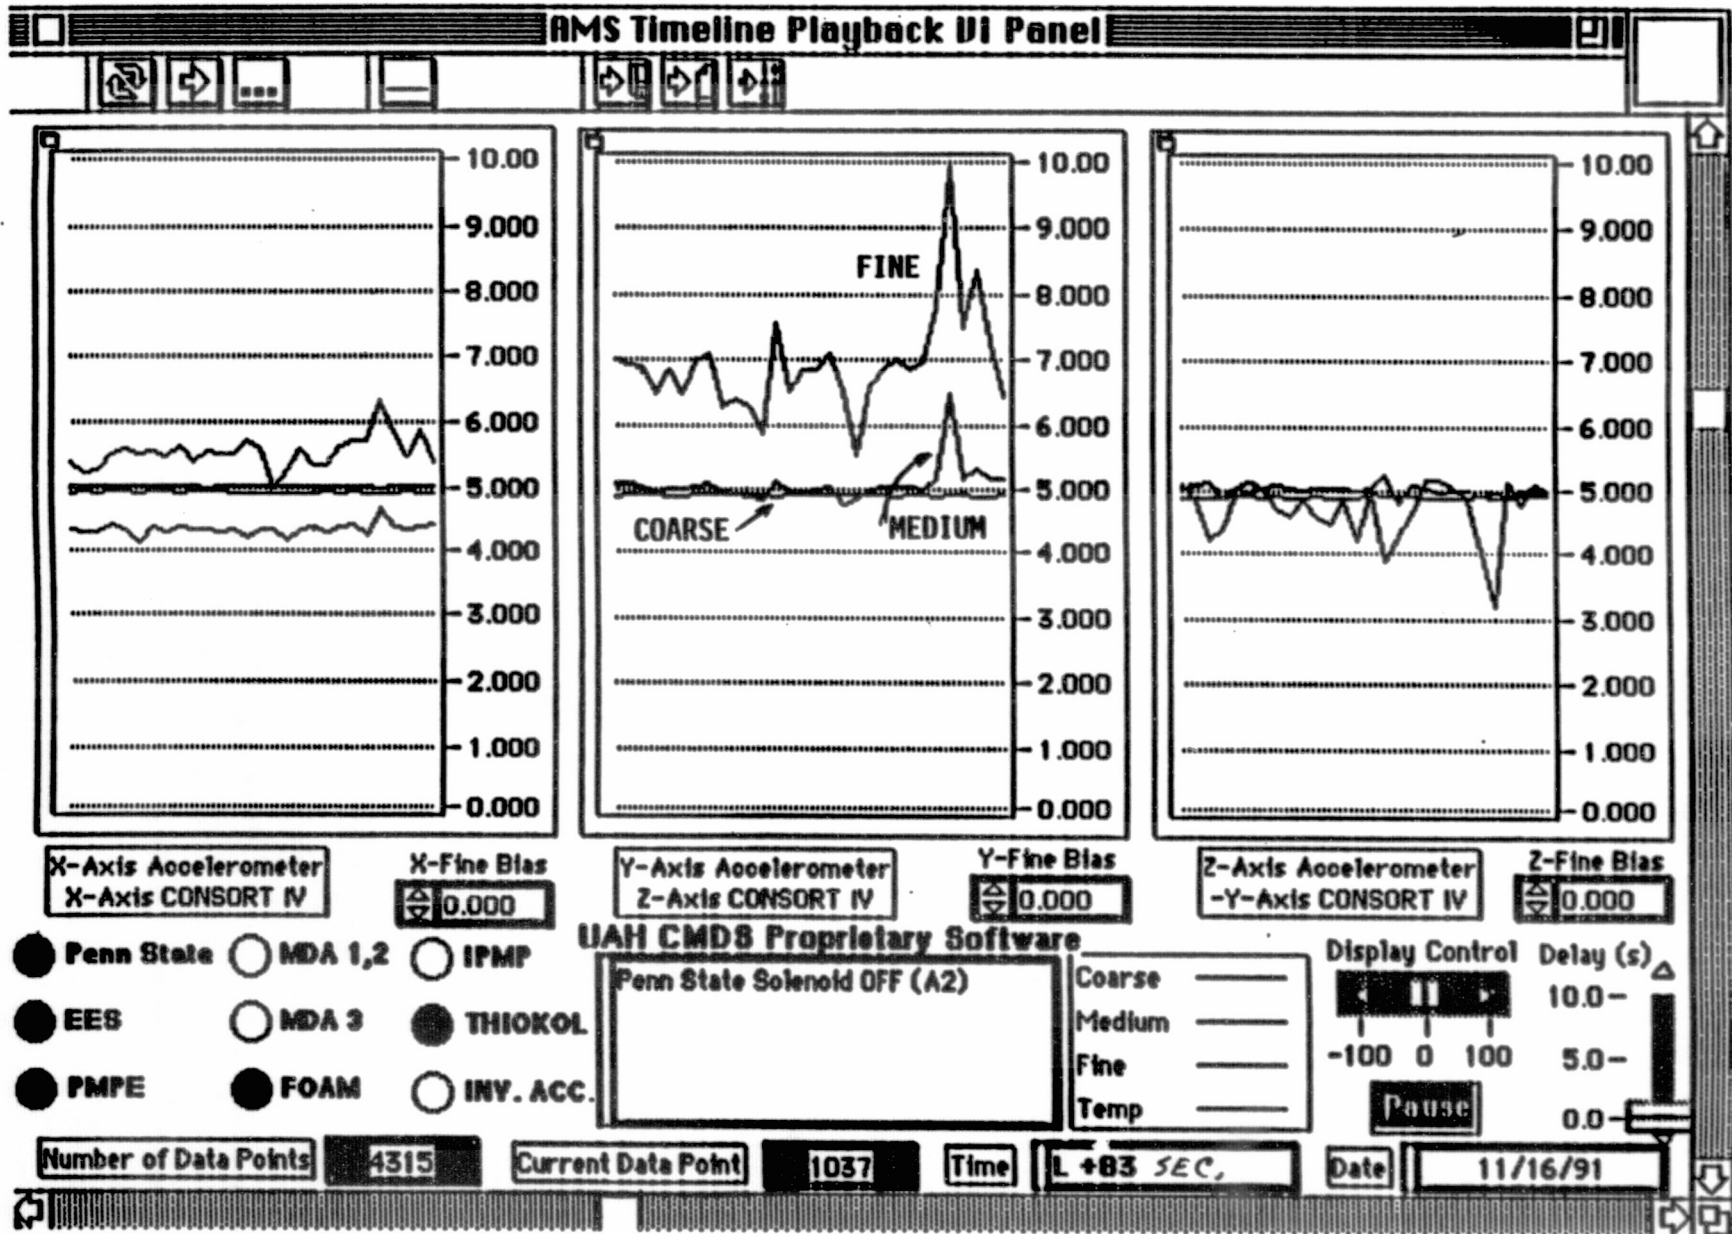 AMS Timeline Playback VI Panel
10.00
9.000
8.000
7.000
6.000
5.000
4.000
3.000
2.000
1.000
0.000
10.00
9.000
8.000
7.000
6.000
5.000
4.000
3.000
2.000
1.000
0.000
FINE
COARSE
MEDIUM
10.00
9.000
8.000
7.000
6.000
5.000
4.000
3.000
2.000
1.000
0.000
X-Axis Accelerometer
X-Axis CONSORT IV
X-Fine Bias
0.000
Y-Axis Accelerometer
Z-Axis CONSORT IV
Y-Fine Bias
0.000
Z-Axis Accelerometer
-Y-Axis CONSORT IV
Z-Fine Bias
0.000
Penn State
MDA 1,2
IPMP
EES
MDA 3
THIOKOL
PMPE
FOAM
INV. ACC.
UAH CMDS Proprietary Software
Penn State Solenoid OFF (A2)
Coarse
Medium
Fine
Temp
Display Control
-100 0 100
Pause
Delay (s)
10.0
5.0
0.0
Number of Data Points
4315
Current Data Point
1037
Time
L +83 SEC,
Date
11/16/91